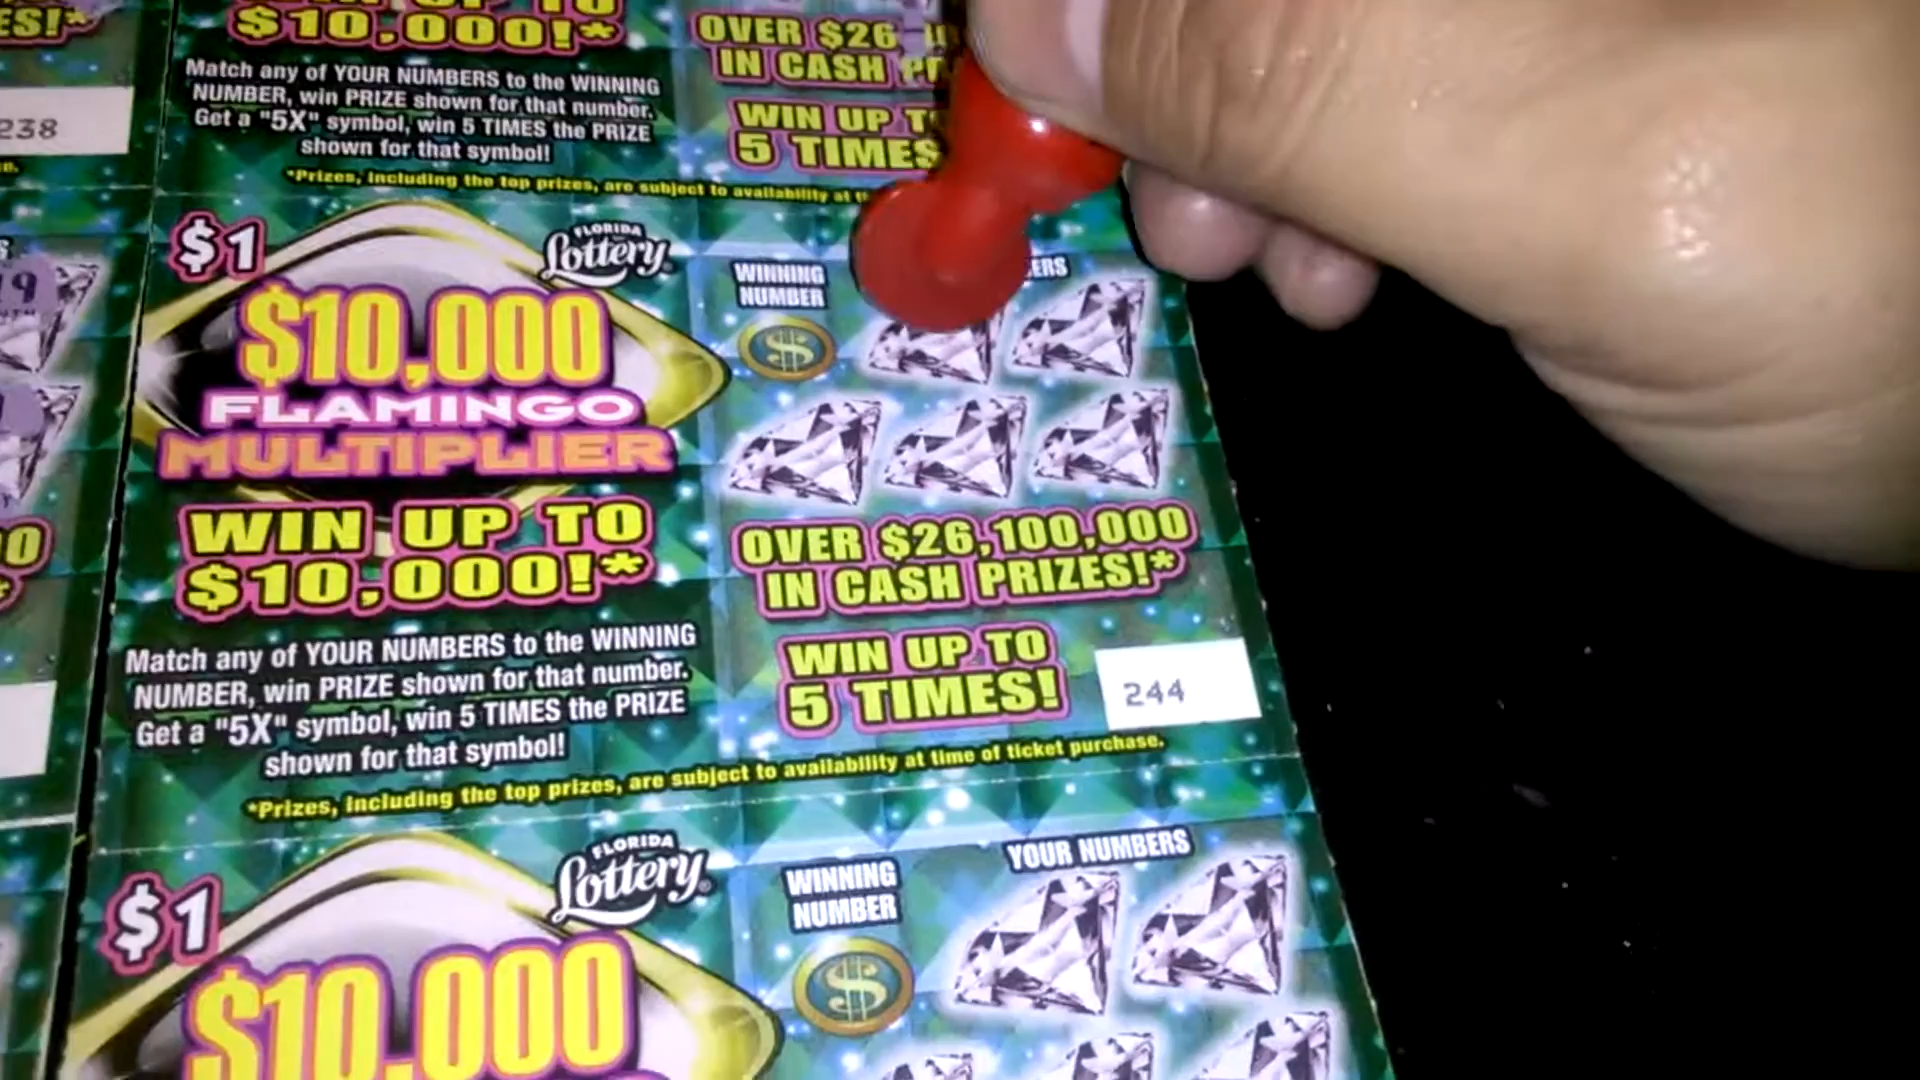 ES!*
238
19
UP TO
$10,000!*
Match any of YOUR NUMBERS to the WINNING
NUMBER, win PRIZE shown for that number.
Get a "5X" symbol, win 5 TIMES the PRIZE
shown for that symbol!
*Prizes, including the top prizes, are subject to availability at
OVER $26
IN CASH
WIN UP
5 TIMES
$1
FLORIDA
Lottery
$10,000
FLAMINGO
MULTIPLIER
WIN UP TO
$10,000!*
Match any of YOUR NUMBERS to the WINNING
NUMBER, win PRIZE shown for that number.
Get a "5X" symbol, win 5 TIMES the PRIZE
shown for that symbol!
WINNING
NUMBER
$
OVER $26,100,000
IN CASH PRIZES!*
WIN UP TO
5 TIMES!
244
*Prizes, including the top prizes, are subject to availability at time of ticket purchase.
$1
FLORIDA
Lottery®
$10,000
WINNING
NUMBER
$
YOUR NUMBERS